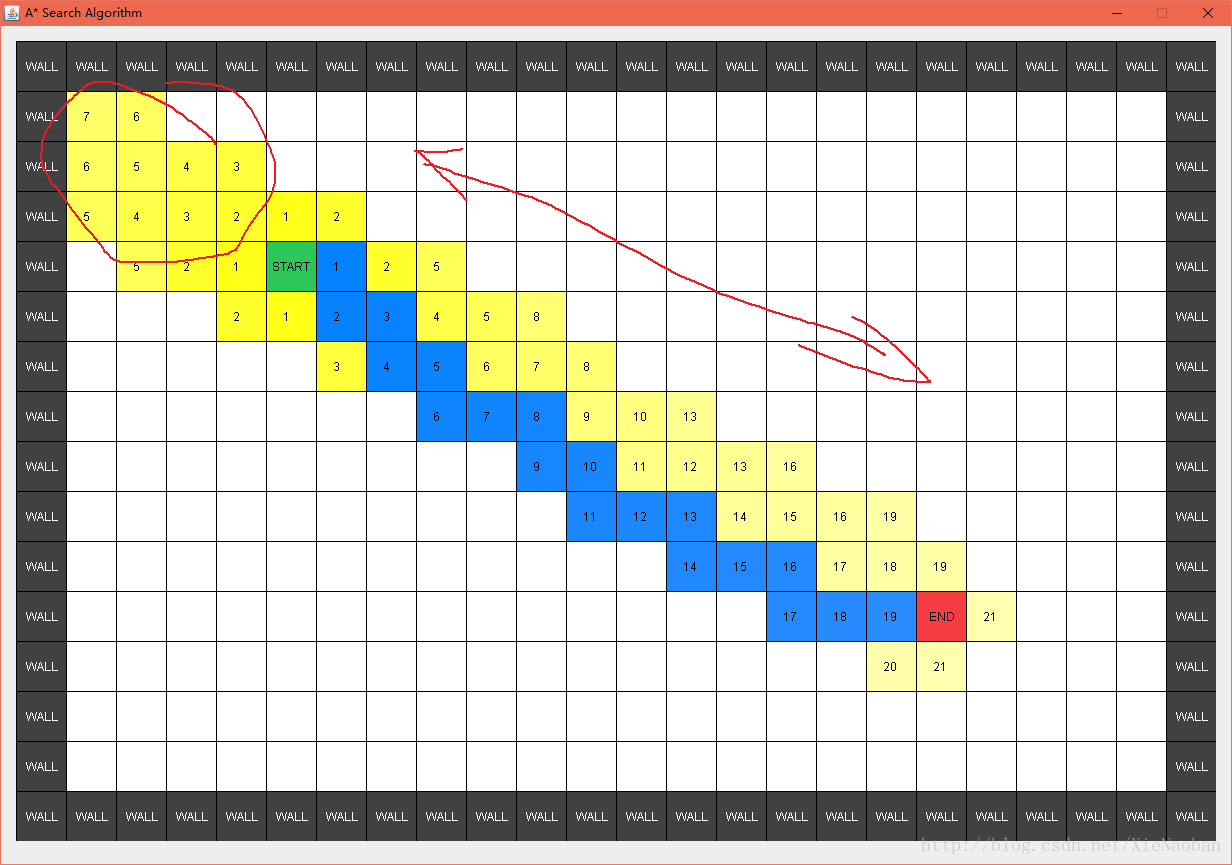 A* Search Algorithm
WALL WALL WALL WALL WALL WALL WALL WALL WALL WALL WALL WALL WALL WALL WALL WALL WALL WALL WALL WALL WALL WALL WALL WALL
WALL 7 6 WALL
WALL 6 5 4 3 WALL
WALL 5 4 3 2 1 2 WALL
WALL 5 2 1 START 1 2 5 WALL
WALL 2 1 2 3 4 5 8 WALL
WALL 3 4 5 6 7 8 WALL
WALL 6 7 8 9 10 13 WALL
WALL 9 10 11 12 13 16 WALL
WALL 11 12 13 14 15 16 19 WALL
WALL 14 15 16 17 18 19 WALL
WALL 17 18 19 END 21 WALL
WALL 20 21 WALL
WALL WALL
WALL WALL
WALL WALL WALL WALL WALL WALL WALL WALL WALL WALL WALL WALL WALL WALL WALL WALL WALL WALL WALL WALL WALL WALL WALL WALL
http://blog.csdn.net/XieNaoban